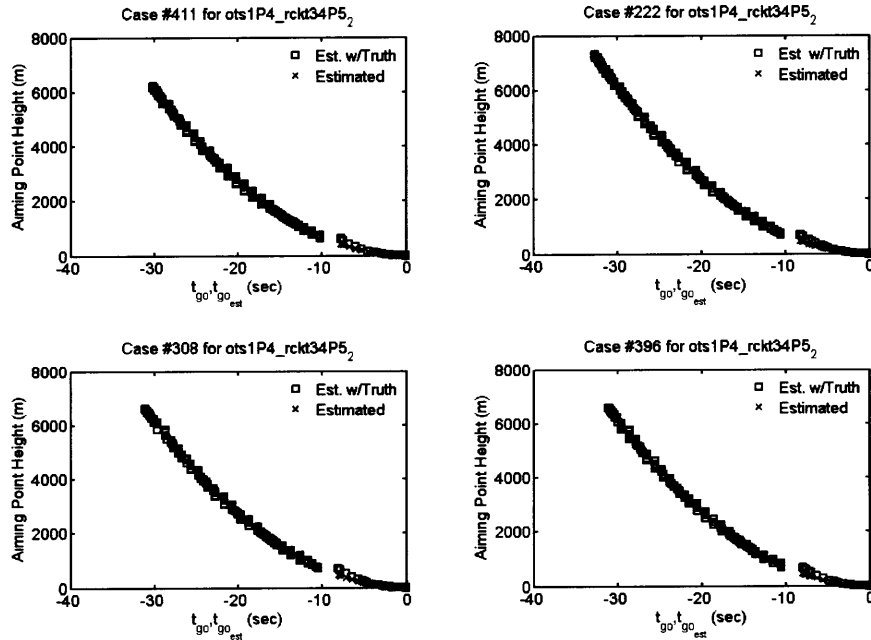 Case #411 for ots1P4_rckt34P5₂
8000
6000
4000
2000
0
Aiming Point Height (m)
□ Est. w/Truth
× Estimated
-40 -30 -20 -10 0
t_go,t_go_est (sec)
Case #222 for ots1P4_rckt34P5₂
8000
6000
4000
2000
0
Aiming Point Height (m)
□ Est w/Truth
× Estimated
-40 -30 -20 -10 0
t_go,t_go_est (sec)
Case #308 for ots1P4_rckt34P5₂
8000
6000
4000
2000
0
Aiming Point Height (m)
□ Est. w/Truth
× Estimated
-40 -30 -20 -10 0
t_go,t_go_est (sec)
Case #396 for ots1P4_rckt34P5₂
8000
6000
4000
2000
0
Aiming Point Height (m)
□ Est. w/Truth
× Estimated
-40 -30 -20 -10 0
t_go,t_go_est (sec)